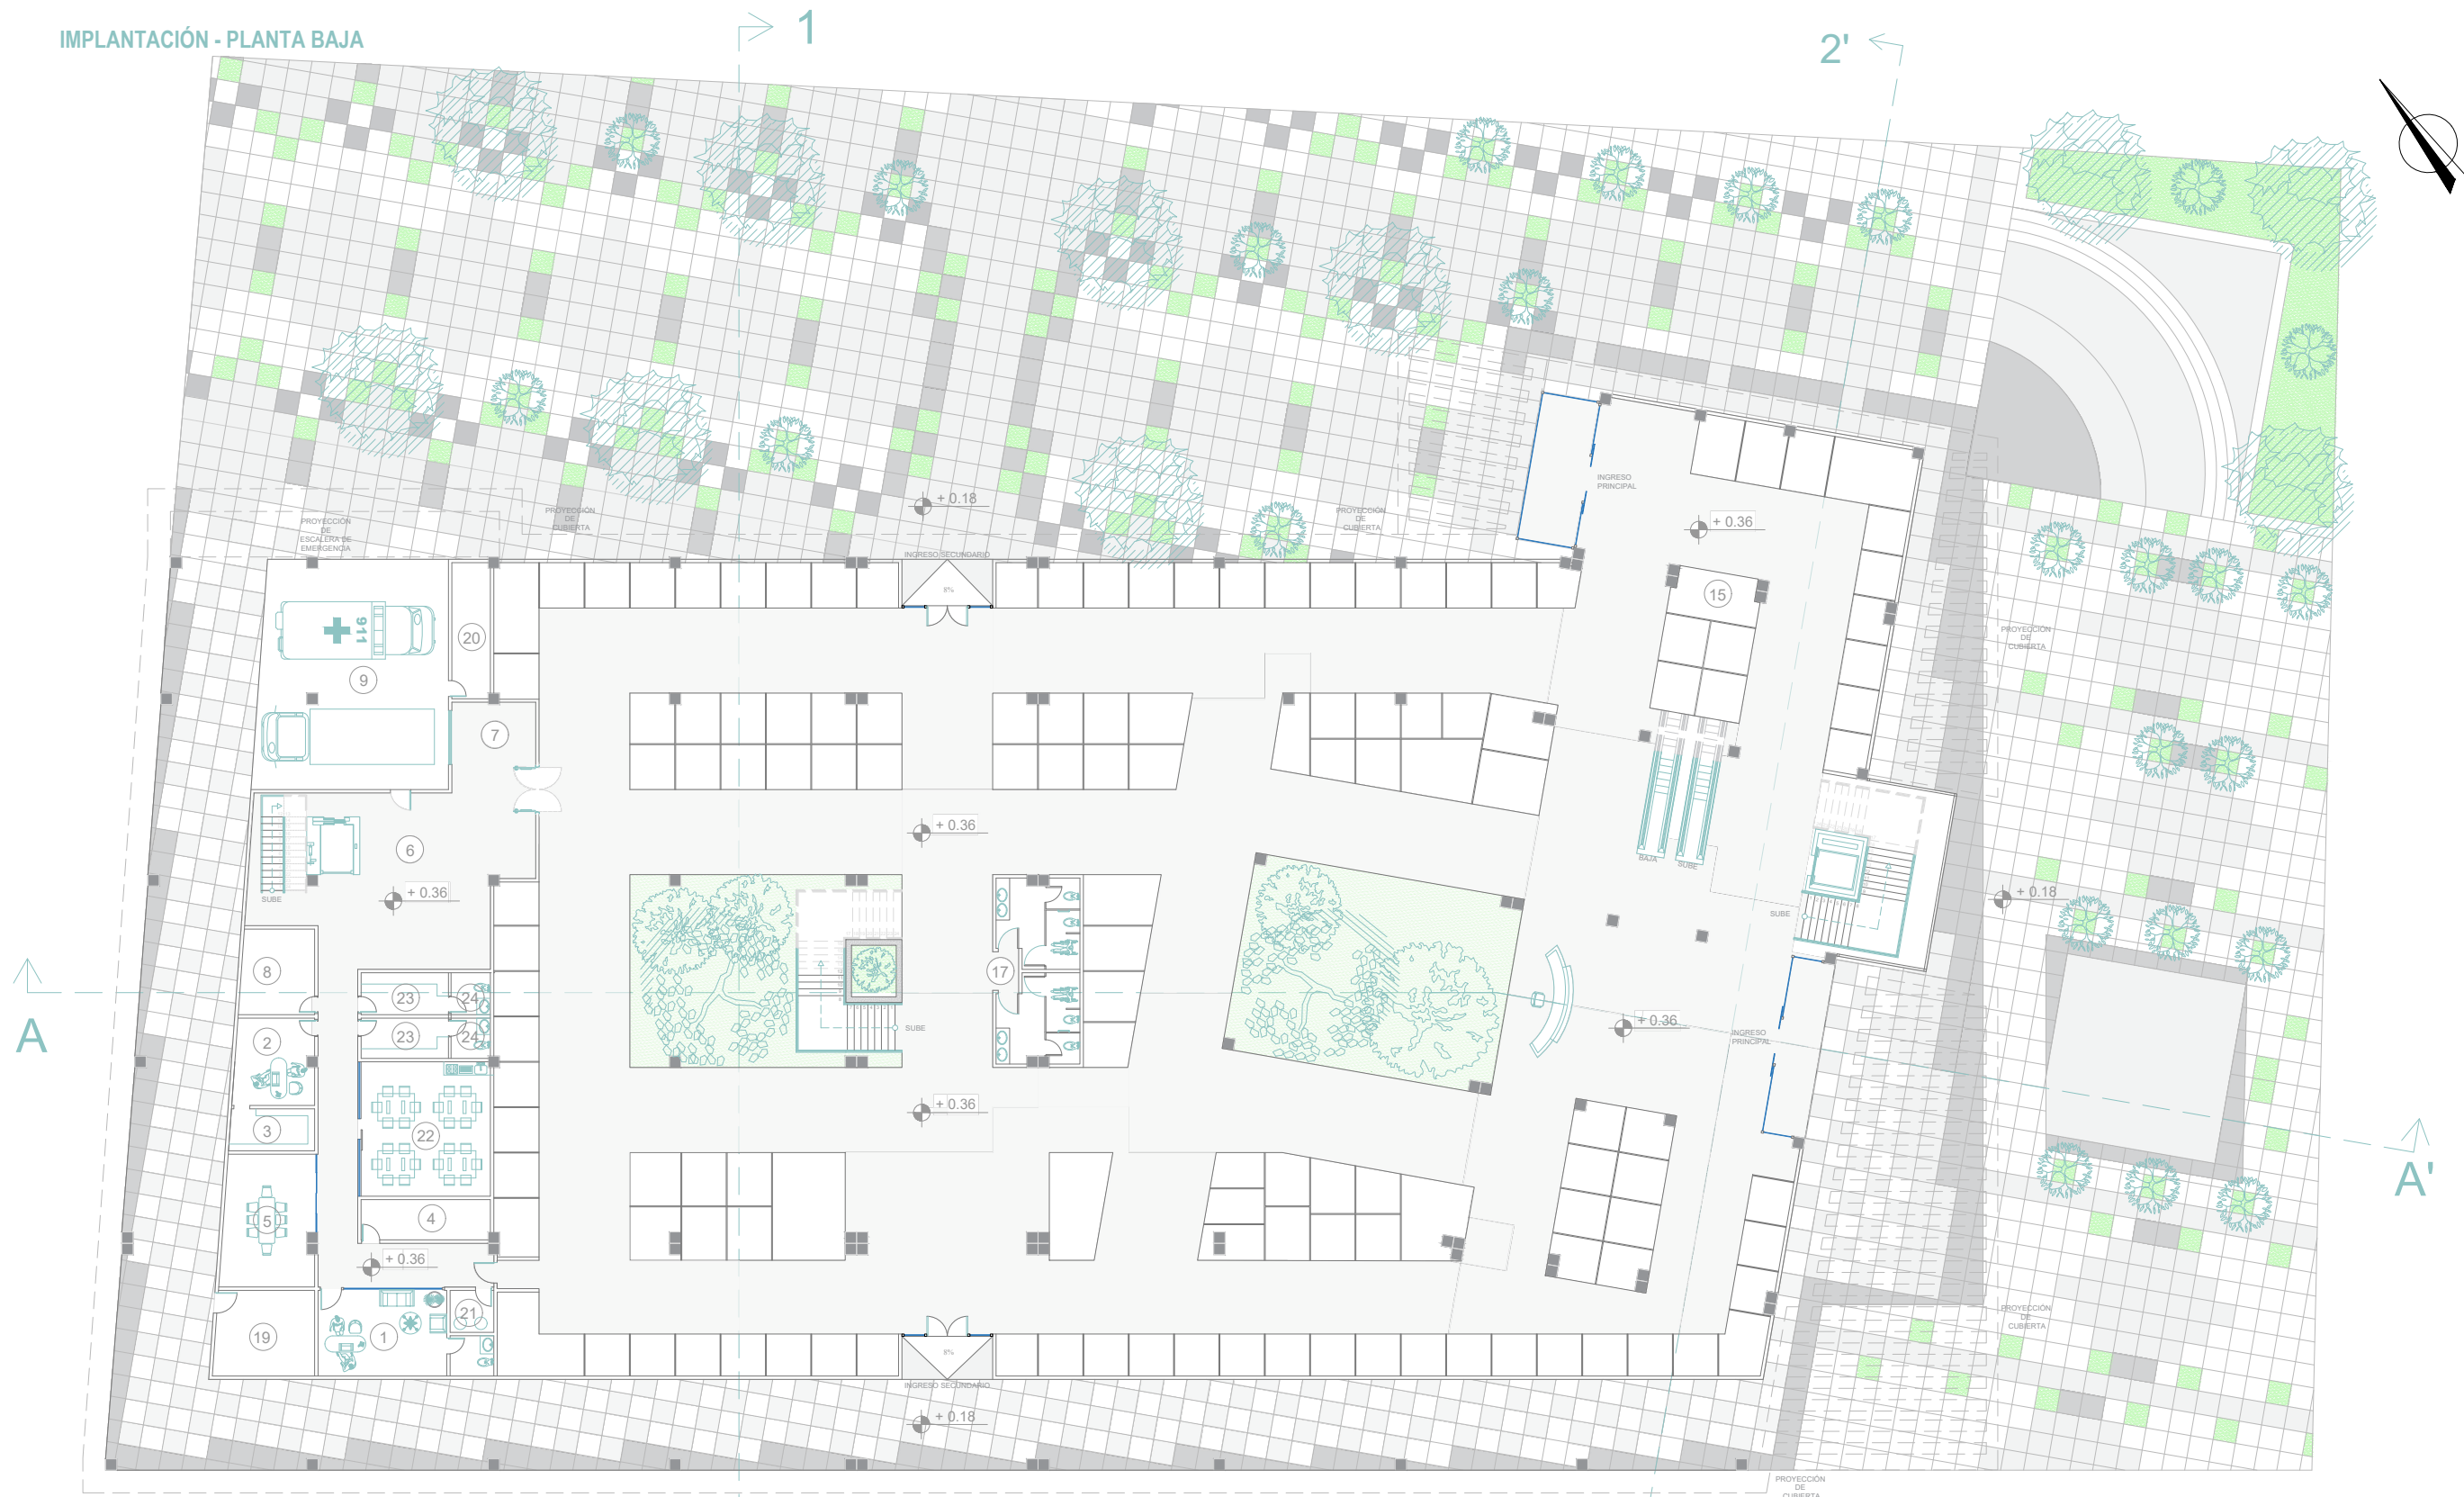 1
2'
IMPLANTACIÓN - PLANTA BAJA
INGRESO
PRINCIPAL
+ 0.18
+ 0.36
PROYECCIÓN
DE
ESCALERA DE
EMERGENCIA
PROYECCIÓN
DE
CUBIERTA
PROYECCIÓN
DE
CUBIERTA
INGRESO SECUNDARIO
8%
15
911
20
9
PROYECCIÓN
DE
CUBIERTA
7
+ 0.36
6
BAJA
SUBE
+ 0.36
SUBE
SUBE
+ 0.18
8
17
23
24
A
+ 0.36
SUBE
23
24
2
INGRESO
PRINCIPAL
+ 0.36
3
22
A'
5
4
+ 0.36
PROYECCIÓN
DE
CUBIERTA
21
19
1
8%
INGRESO SECUNDARIO
+ 0.18
PROYECCIÓN
DE
CUBIERTA